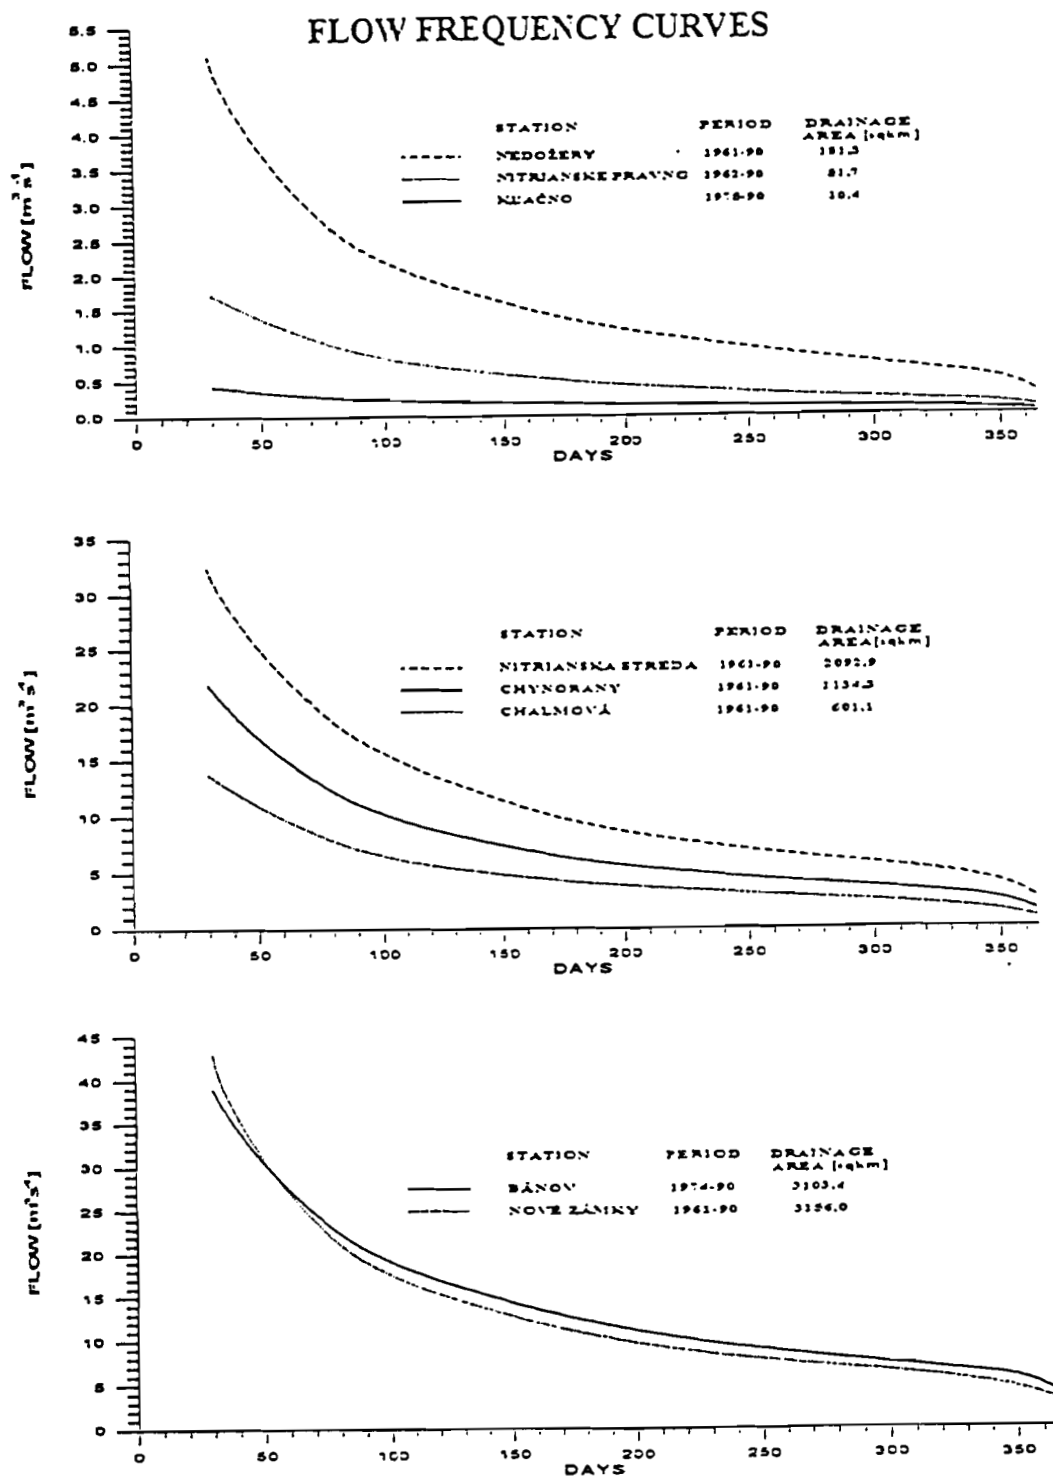 FLOW FREQUENCY CURVES
5.5
5.0
4.5
4.0
3.5
3.0
2.5
2.0
1.5
1.0
0.5
0.0
FLOW [m³s⁻¹]
STATION PERIOD DRAINAGE AREA [sqkm]
NEDOŽERY 1961-90 181.3
NITRIANSKE PRAVNO 1962-90 81.7
KĽAČNO 1978-90 10.4
0 50 100 150 200 250 300 350
DAYS
35
30
25
20
15
10
5
0
FLOW [m³s⁻¹]
STATION PERIOD DRAINAGE AREA [sqkm]
NITRIANSKA STREDA 1961-90 2092.9
CHYNORANY 1961-90 1134.3
CHALMOVÁ 1961-90 601.1
0 50 100 150 200 250 300 350
DAYS
45
40
35
30
25
20
15
10
5
0
FLOW [m³s⁻¹]
STATION PERIOD DRAINAGE AREA [sqkm]
BÁNOV 1974-90 3103.4
NOVÉ ZÁMKY 1961-90
0 50 100 150 200 250 300 350
DAYS